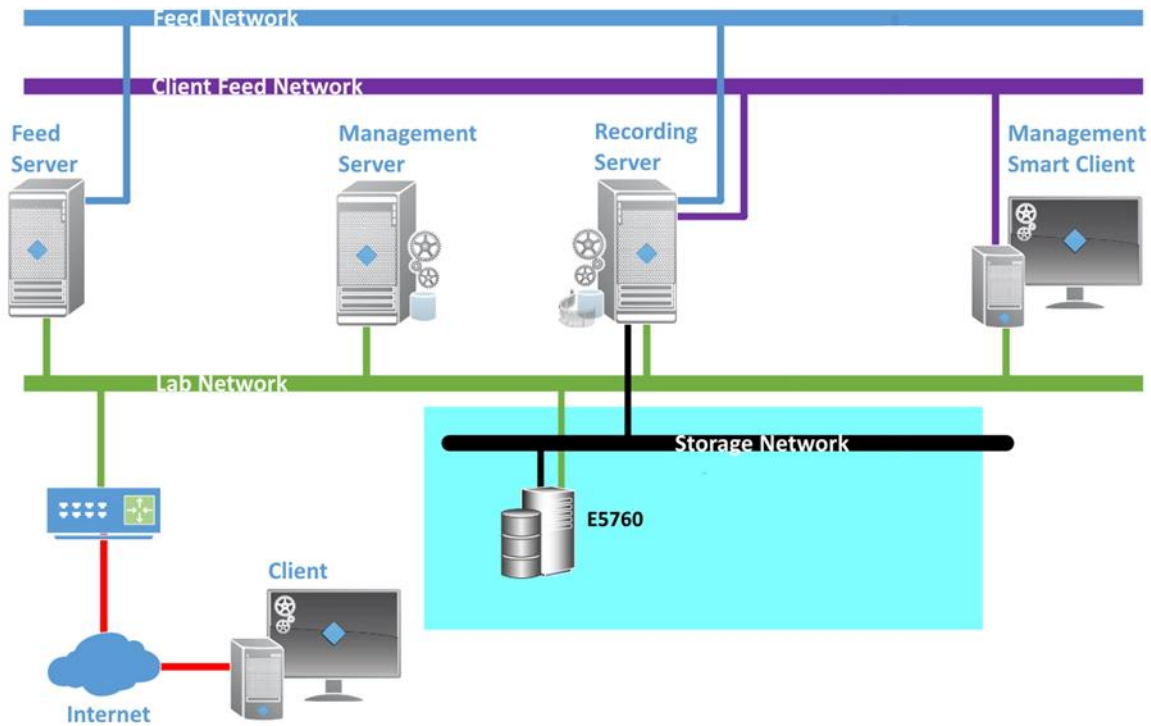 Feed Network
Client Feed Network
Feed
Server
Management
Server
Recording
Server
Management
Smart Client
Lab Network
Storage Network
E5760
Client
Internet